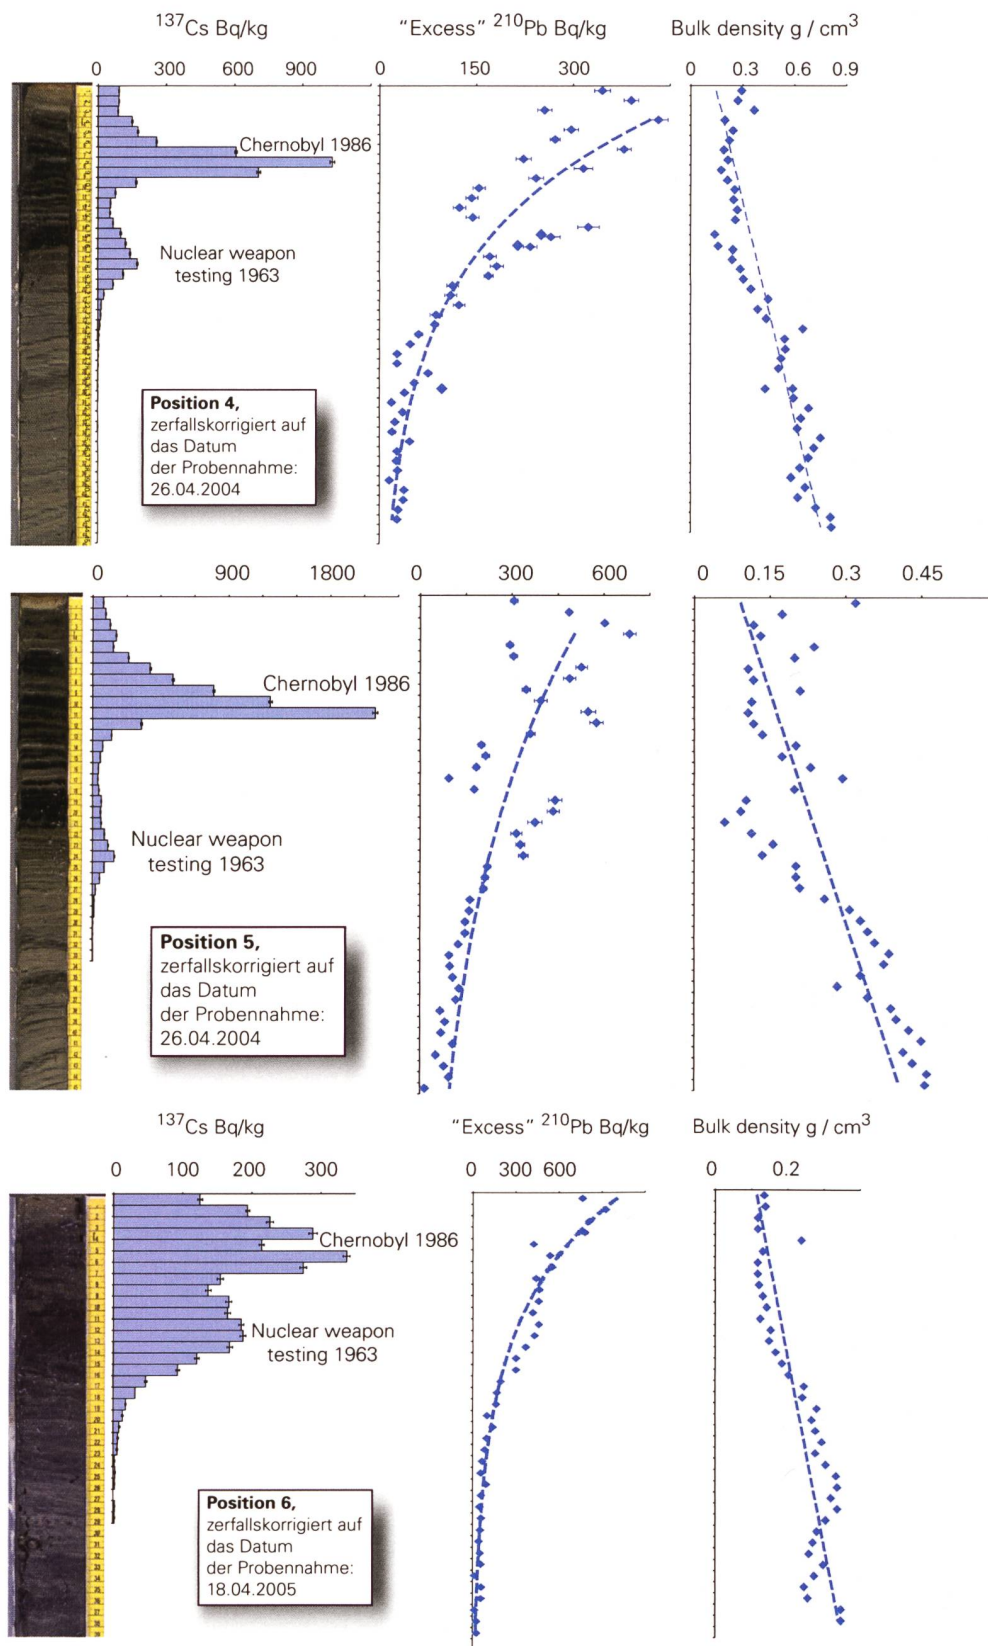 137Cs Bq/kg
"Excess" 210Pb Bq/kg
Bulk density g / cm3
0 300 600 900
0 150 300
0 0.3 0.6 0.9
Chernobyl 1986
Nuclear weapon
testing 1963
Position 4,
zerfallskorrigiert auf
das Datum
der Probennahme:
26.04.2004
0 900 1800
0 300 600
0 0.15 0.3 0.45
Chernobyl 1986
Nuclear weapon
testing 1963
Position 5,
zerfallskorrigiert auf
das Datum
der Probennahme:
26.04.2004
137Cs Bq/kg
"Excess" 210Pb Bq/kg
Bulk density g / cm3
0 100 200 300
0 300 600
0 0.2
Chernobyl 1986
Nuclear weapon
testing 1963
Position 6,
zerfallskorrigiert auf
das Datum
der Probennahme:
18.04.2005